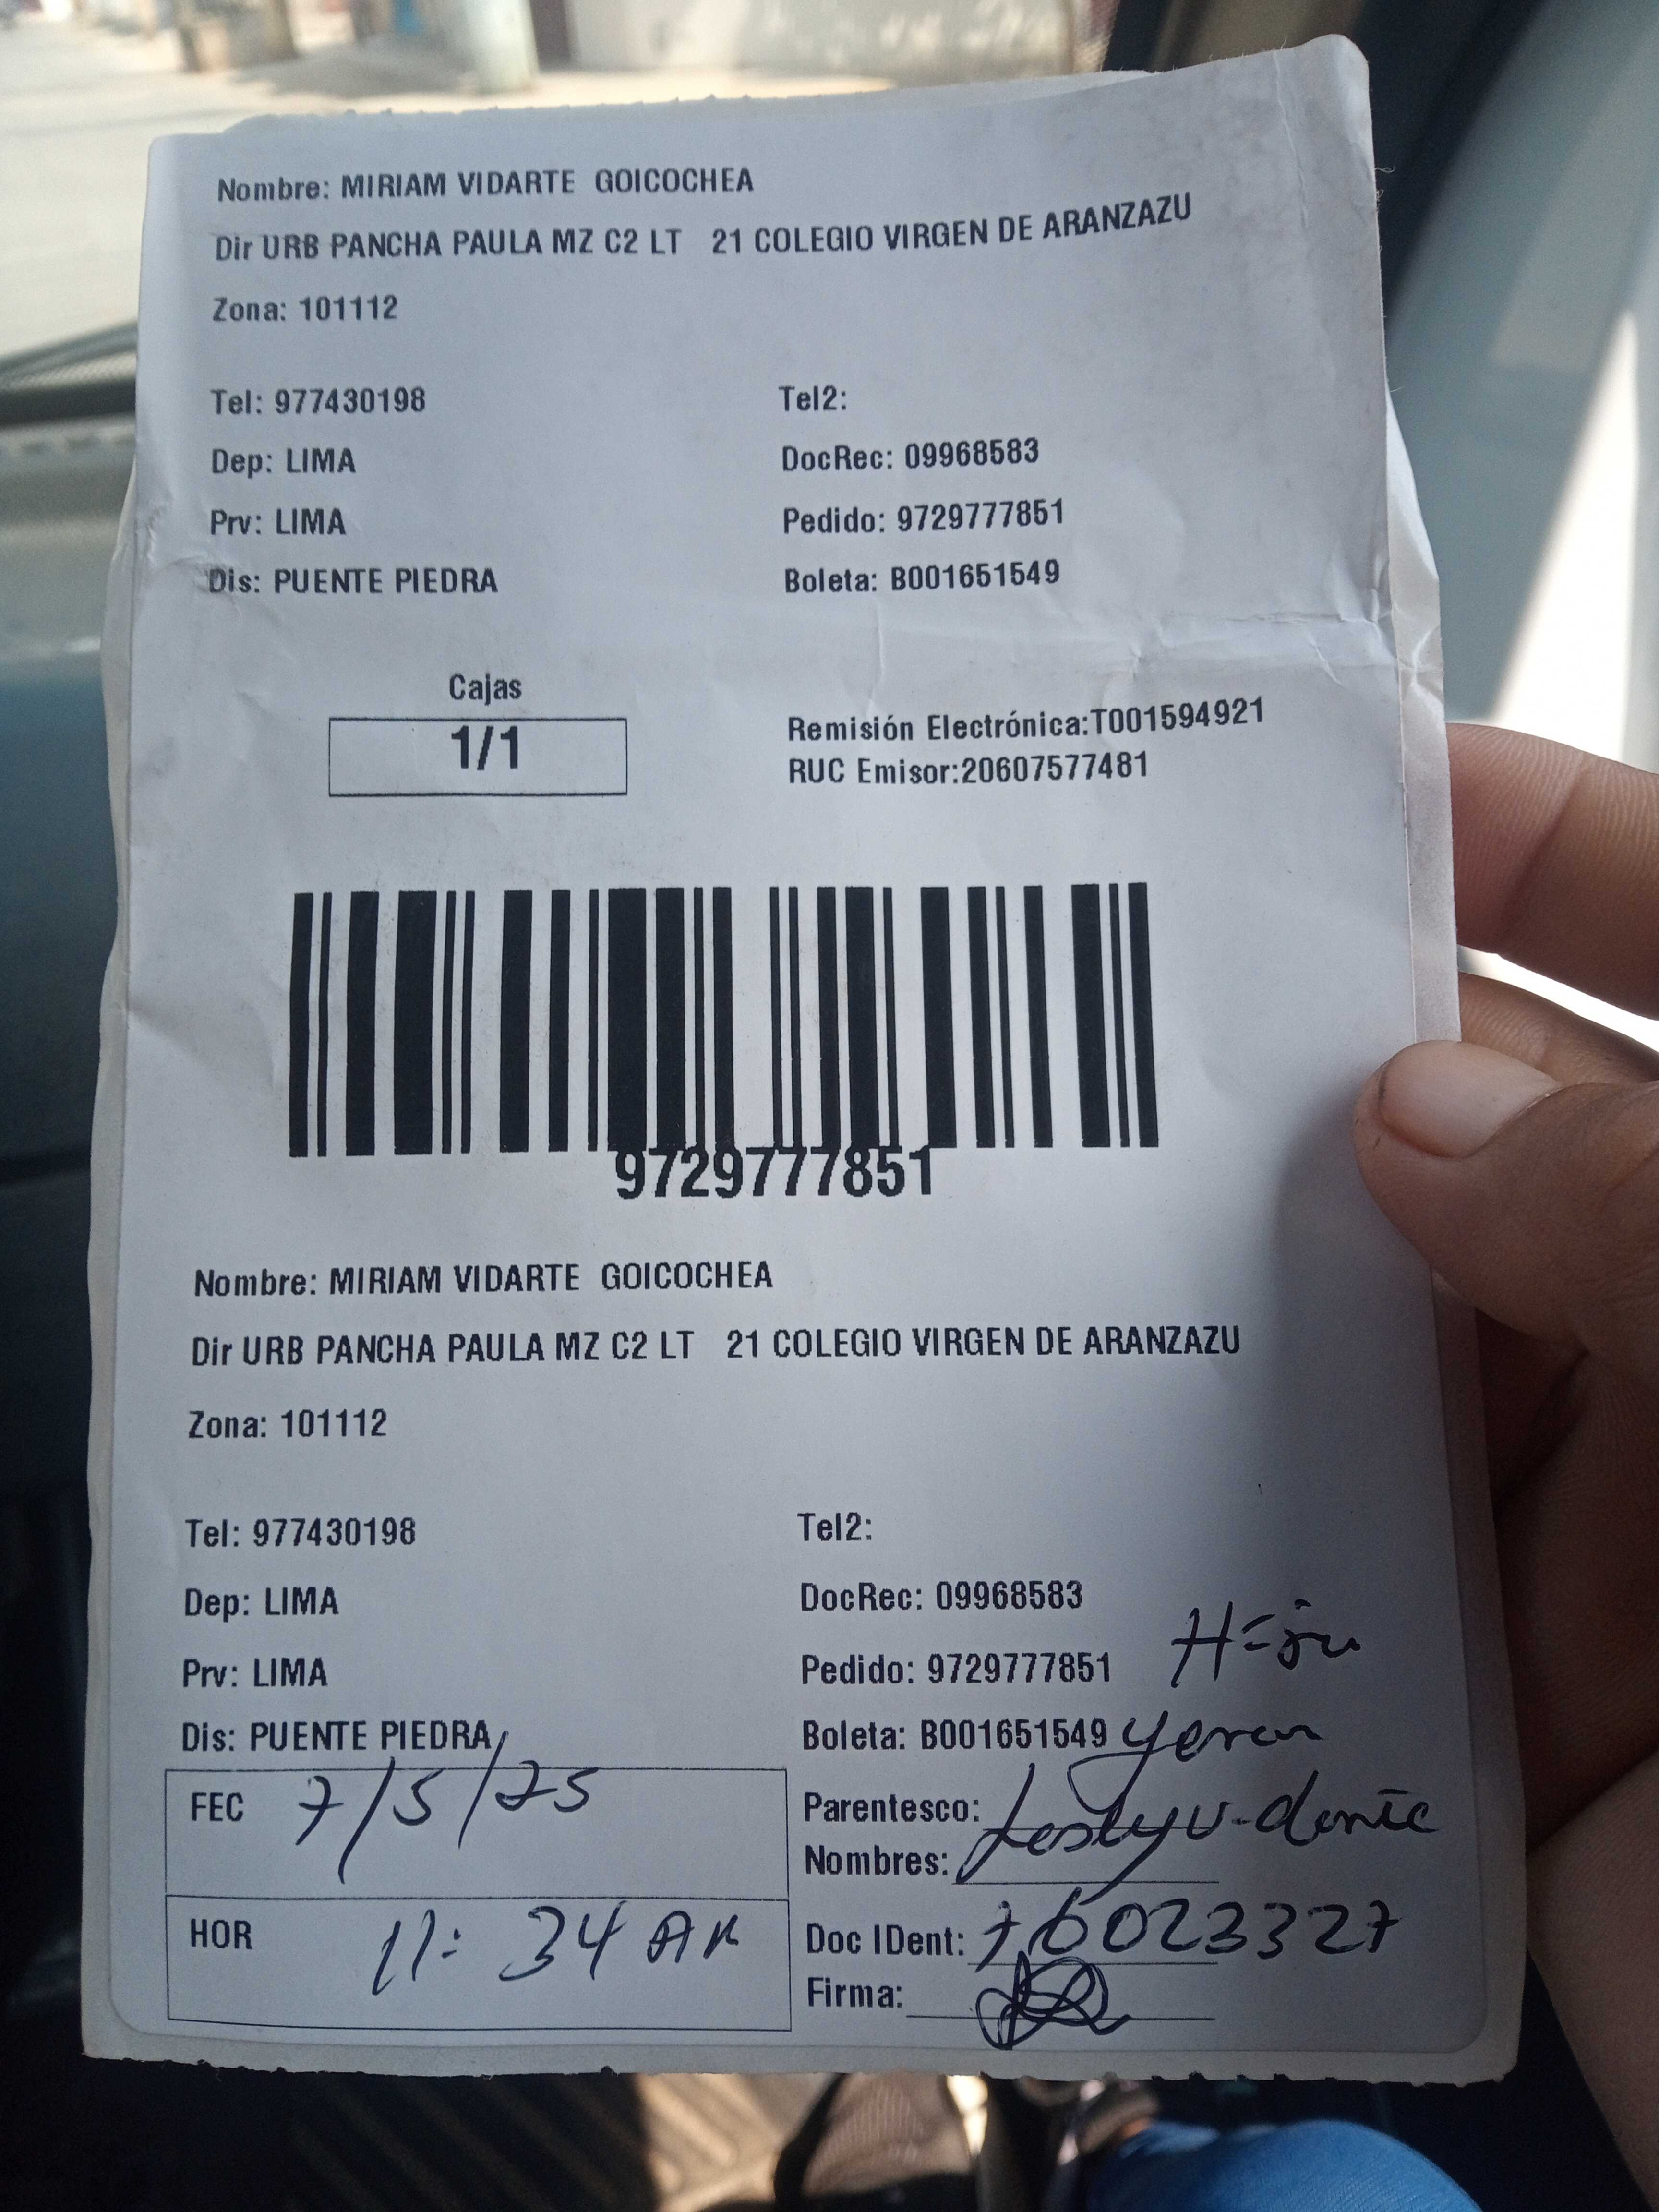 Nombre: MIRIAM VIDARTE GOICOCHEA
Dir URB PANCHA PAULA MZ C2 LT 21 COLEGIO VIRGEN DE ARANZAZU
Zona: 101112
Tel: 977430198 Tel2:
Dep: LIMA DocRec: 09968583
Prv: LIMA Pedido: 9729777851
Dis: PUENTE PIEDRA Boleta: B001651549
Cajas
1/1
Remisión Electrónica:T001594921
RUC Emisor:20607577481
9729777851
Nombre: MIRIAM VIDARTE GOICOCHEA
Dir URB PANCHA PAULA MZ C2 LT 21 COLEGIO VIRGEN DE ARANZAZU
Zona: 101112
Tel: 977430198 Tel2:
Dep: LIMA DocRec: 09968583
Prv: LIMA Pedido: 9729777851
Dis: PUENTE PIEDRA Boleta: B001651549
FEC 7/5/25 Parentesco:
Nombres:
HOR 11:34 AM Doc IDent: 76023327
Firma: